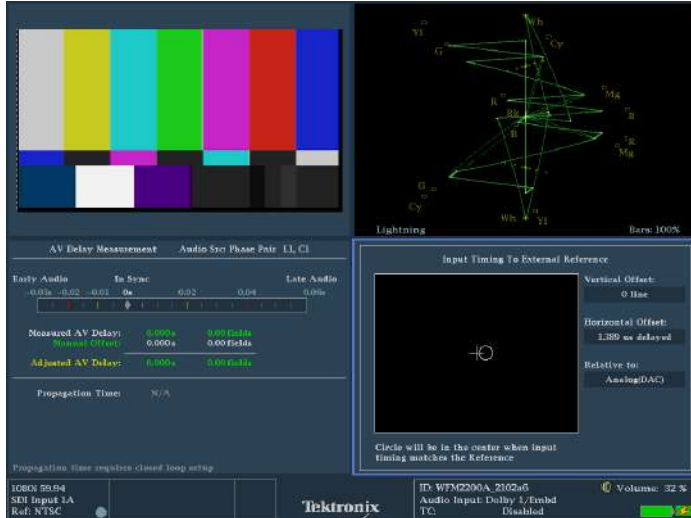 Wh
Yl
Cy
G
Mg
R
Bk
B
B
R
Mg
G
Cy
Wh
Yl
Lightning
Bars: 100%
AV Delay Measurement
Audio Src: Phase Pair L1, C1
Early Audio
In Sync
Late Audio
-0.02
-0.01
0s
0.02
0.04
0.06s
Measured AV Delay: 0.000s 0.00 fields
Manual Offset: 0.000s 0.00 fields
Adjusted AV Delay: 0.000s 0.00 fields
Propagation Time: N/A
Propagation time requires closed loop setup
Input Timing To External Reference
Vertical Offset:
0 line
Horizontal Offset:
1.389 us delayed
Relative to:
Analog(DAC)
Circle will be in the center when input
timing matches the Reference
1080i 59.94
SDI Input 1A
Ref: NTSC
Tektronix
ID: WFM2200A_2102a6
Audio Input: Dolby 1/Embd
TC: Disabled
Volume: 32 %